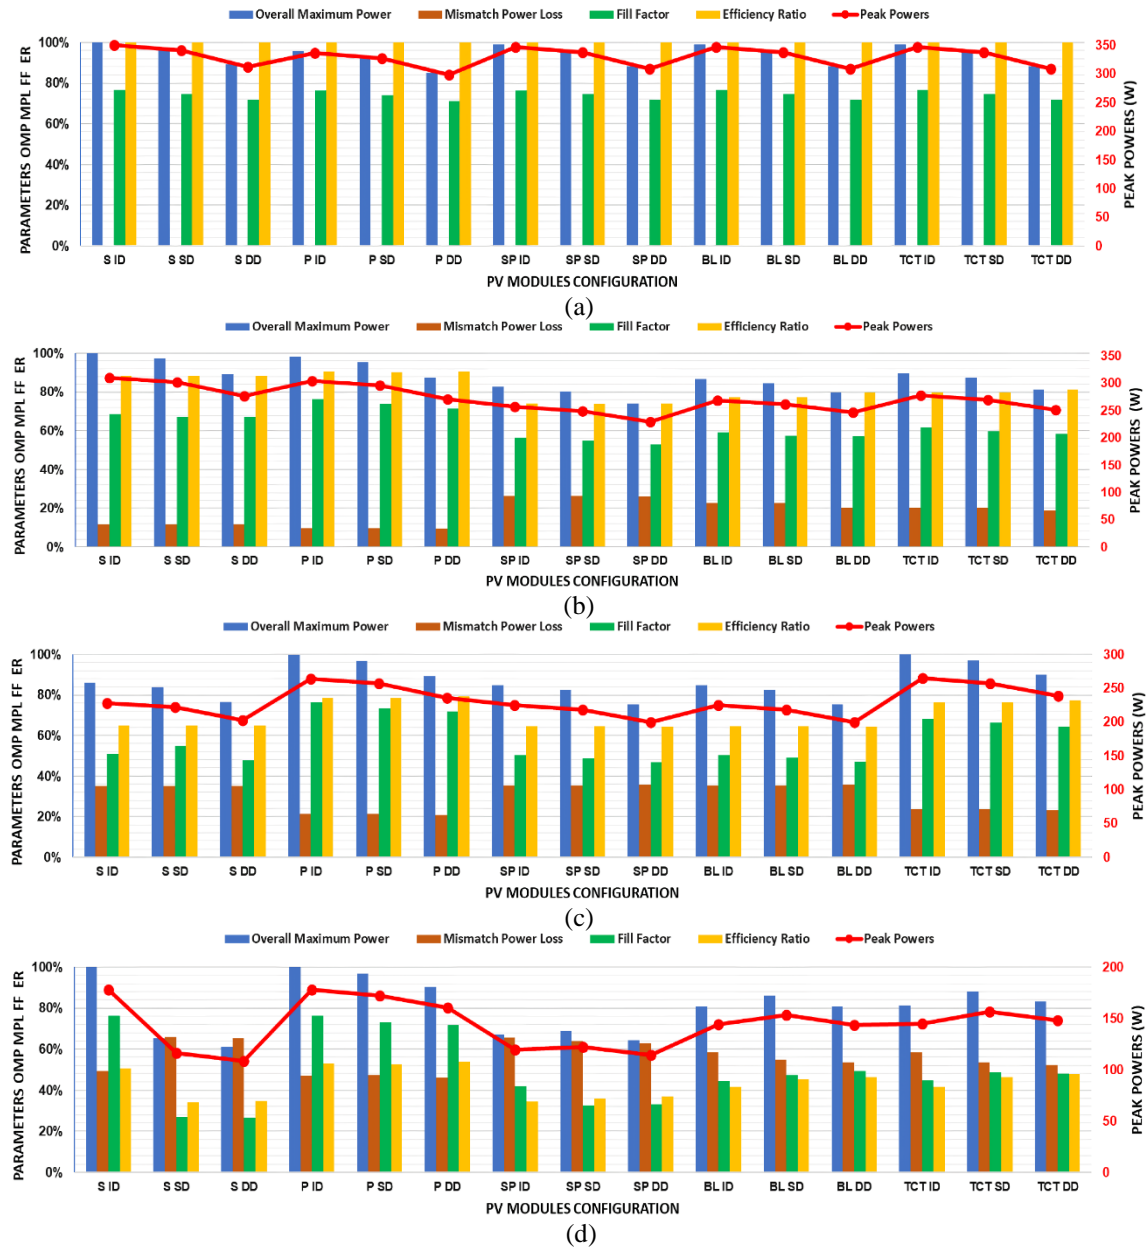 Overall Maximum Power Mismatch Power Loss Fill Factor Efficiency Ratio Peak Powers
PARAMETERS OMP MPL FF ER
100%
80%
60%
40%
20%
0%
350
300
250
200
150
100
50
0
PEAK POWERS (W)
S ID S SD S DD P ID P SD P DD SP ID SP SD SP DD BL ID BL SD BL DD TCT ID TCT SD TCT DD
PV MODULES CONFIGURATION
(a)
Overall Maximum Power Mismatch Power Loss Fill Factor Efficiency Ratio Peak Powers
PARAMETERS OMP MPL FF ER
100%
80%
60%
40%
20%
0%
350
300
250
200
150
100
50
0
PEAK POWERS (W)
S ID S SD S DD P ID P SD P DD SP ID SP SD SP DD BL ID BL SD BL DD TCT ID TCT SD TCT DD
PV MODULES CONFIGURATION
(b)
Overall Maximum Power Mismatch Power Loss Fill Factor Efficiency Ratio Peak Powers
PARAMETERS OMP MPL FF ER
100%
80%
60%
40%
20%
0%
300
250
200
150
100
50
0
PEAK POWERS (W)
S ID S SD S DD P ID P SD P DD SP ID SP SD SP DD BL ID BL SD BL DD TCT ID TCT SD TCT DD
PV MODULES CONFIGURATION
(c)
Overall Maximum Power Mismatch Power Loss Fill Factor Efficiency Ratio Peak Powers
PARAMETERS OMP MPL FF ER
100%
80%
60%
40%
20%
0%
200
150
100
50
0
PEAK POWERS (W)
S ID S SD S DD P ID P SD P DD SP ID SP SD SP DD BL ID BL SD BL DD TCT ID TCT SD TCT DD
PV MODULES CONFIGURATION
(d)